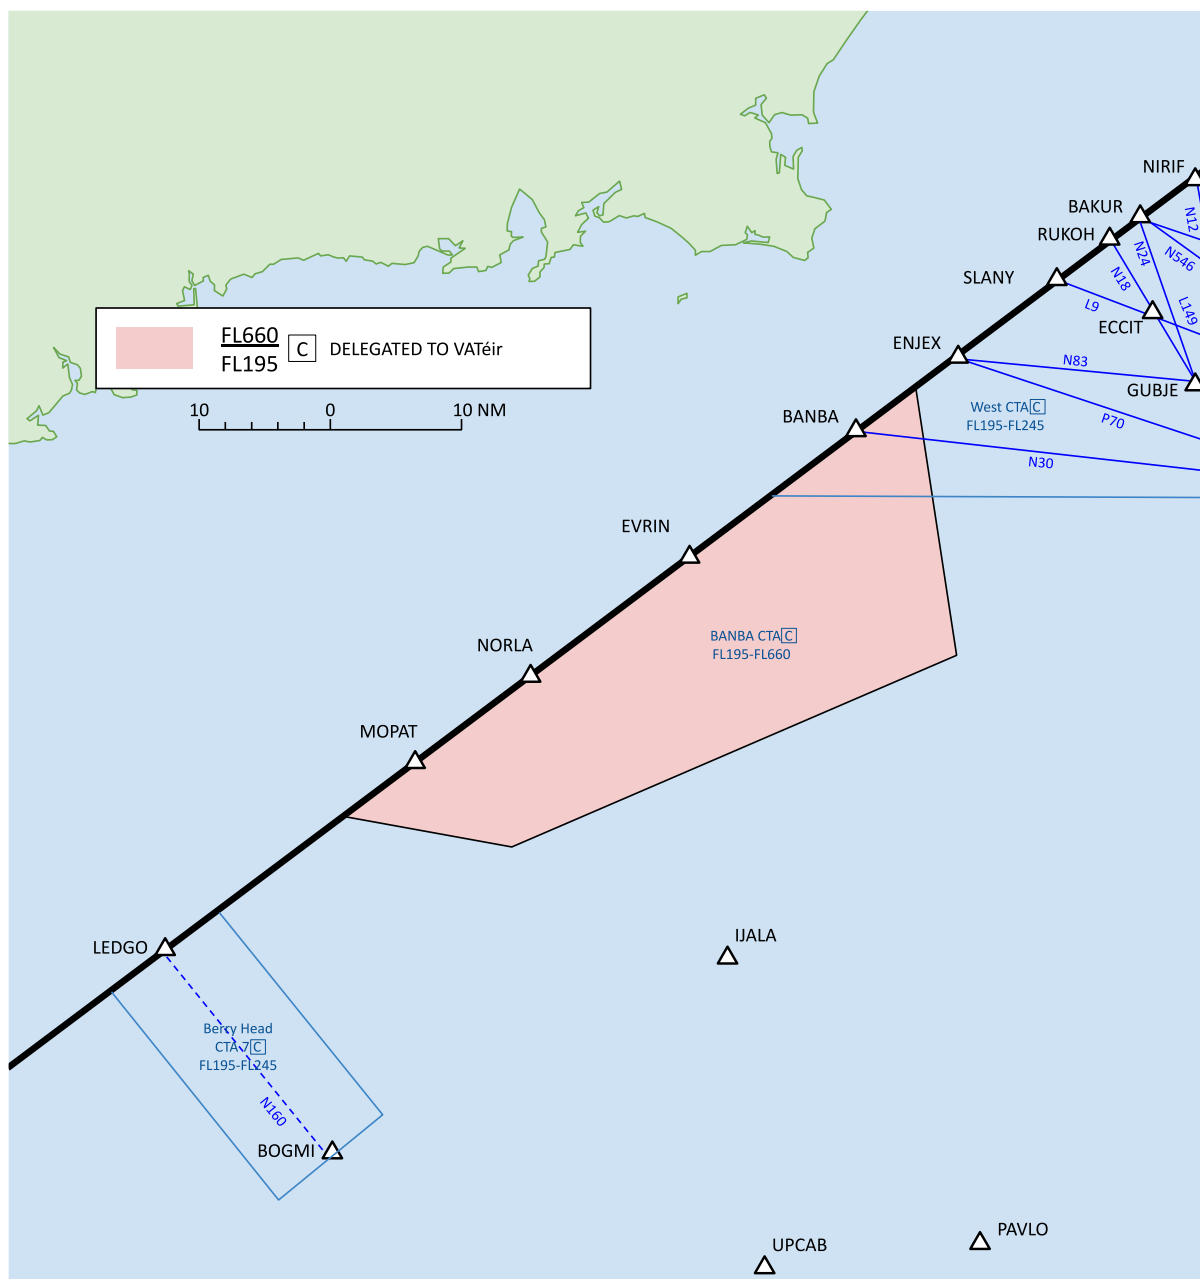 NIRIF
BAKUR
N12
RUKOH
N24
N546
SLANY
N18
L9
L149
ECCIT
FL660
FL195
C
DELEGATED TO VATéir
ENJEX
N83
GUBJE
10 0 10 NM
BANBA
West CTA C
FL195-FL245
P70
N30
EVRIN
BANBA CTA C
FL195-FL660
NORLA
MOPAT
LEDGO
IJALA
Berry Head
CTA 7 C
FL195-FL245
N160
BOGMI
PAVLO
UPCAB